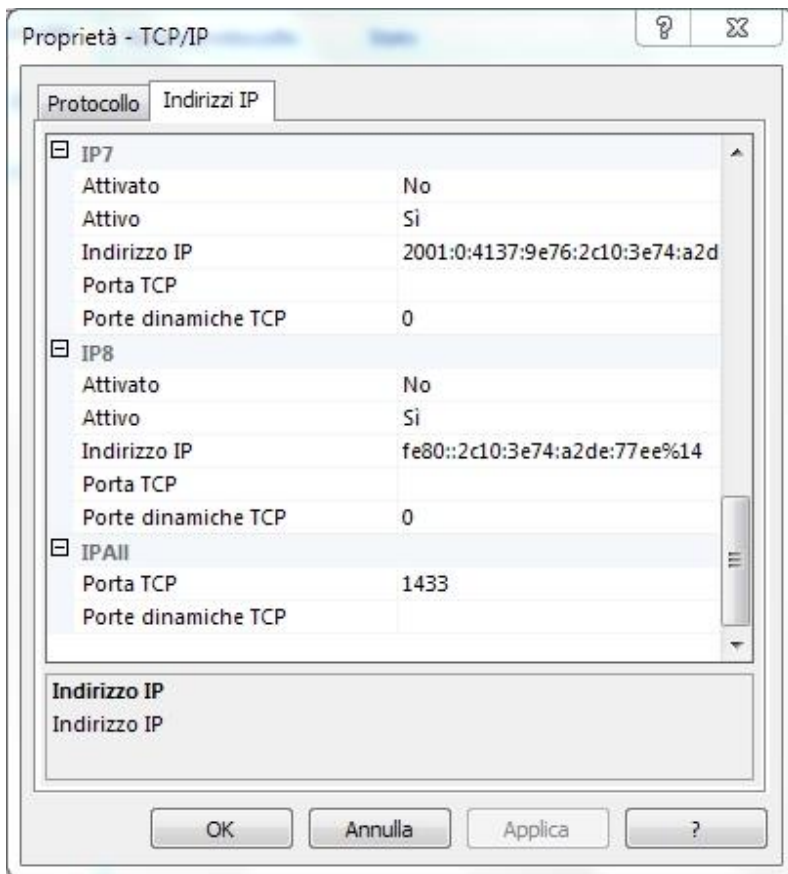 Proprietà - TCP/IP
?
Protocollo Indirizzi IP
IP7
Attivato No
Attivo Sì
Indirizzo IP 2001:0:4137:9e76:2c10:3e74:a2d
Porta TCP
Porte dinamiche TCP 0
IP8
Attivato No
Attivo Sì
Indirizzo IP fe80::2c10:3e74:a2de:77ee%14
Porta TCP
Porte dinamiche TCP 0
IPAll
Porta TCP 1433
Porte dinamiche TCP
Indirizzo IP
Indirizzo IP
OK Annulla Applica ?